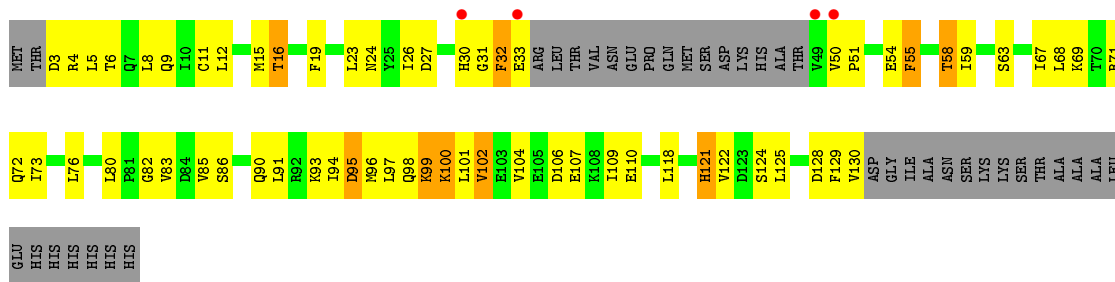 MET THR D3 R4 L5 T6 Q7 L8 Q9 I10 C11 L12 M15 T16 F19 L23 N24 Y25 I26 D27 H30 G31 F32 E33 ARG LEU THR VAL ASN GLU PRO GLN MET SER ASP LYS HIS ALA THR V49 V50 P51 E54 F55 T58 I59 S63 I67 L68 K69 T70
Q72 I73 L76 L80 P81 G82 V83 D84 V85 S86 Q90 L91 R92 K93 I94 D95 M96 L97 Q98 K99 K100 L101 V102 E103 V104 E105 D106 E107 K108 I109 E110 L118 H121 V122 D123 S124 L125 D128 F129 V130 ASP GLY ILE ALA ASN SER LYS LYS SER THR ALA ALA ALA LEU
GLU HIS HIS HIS HIS HIS HIS